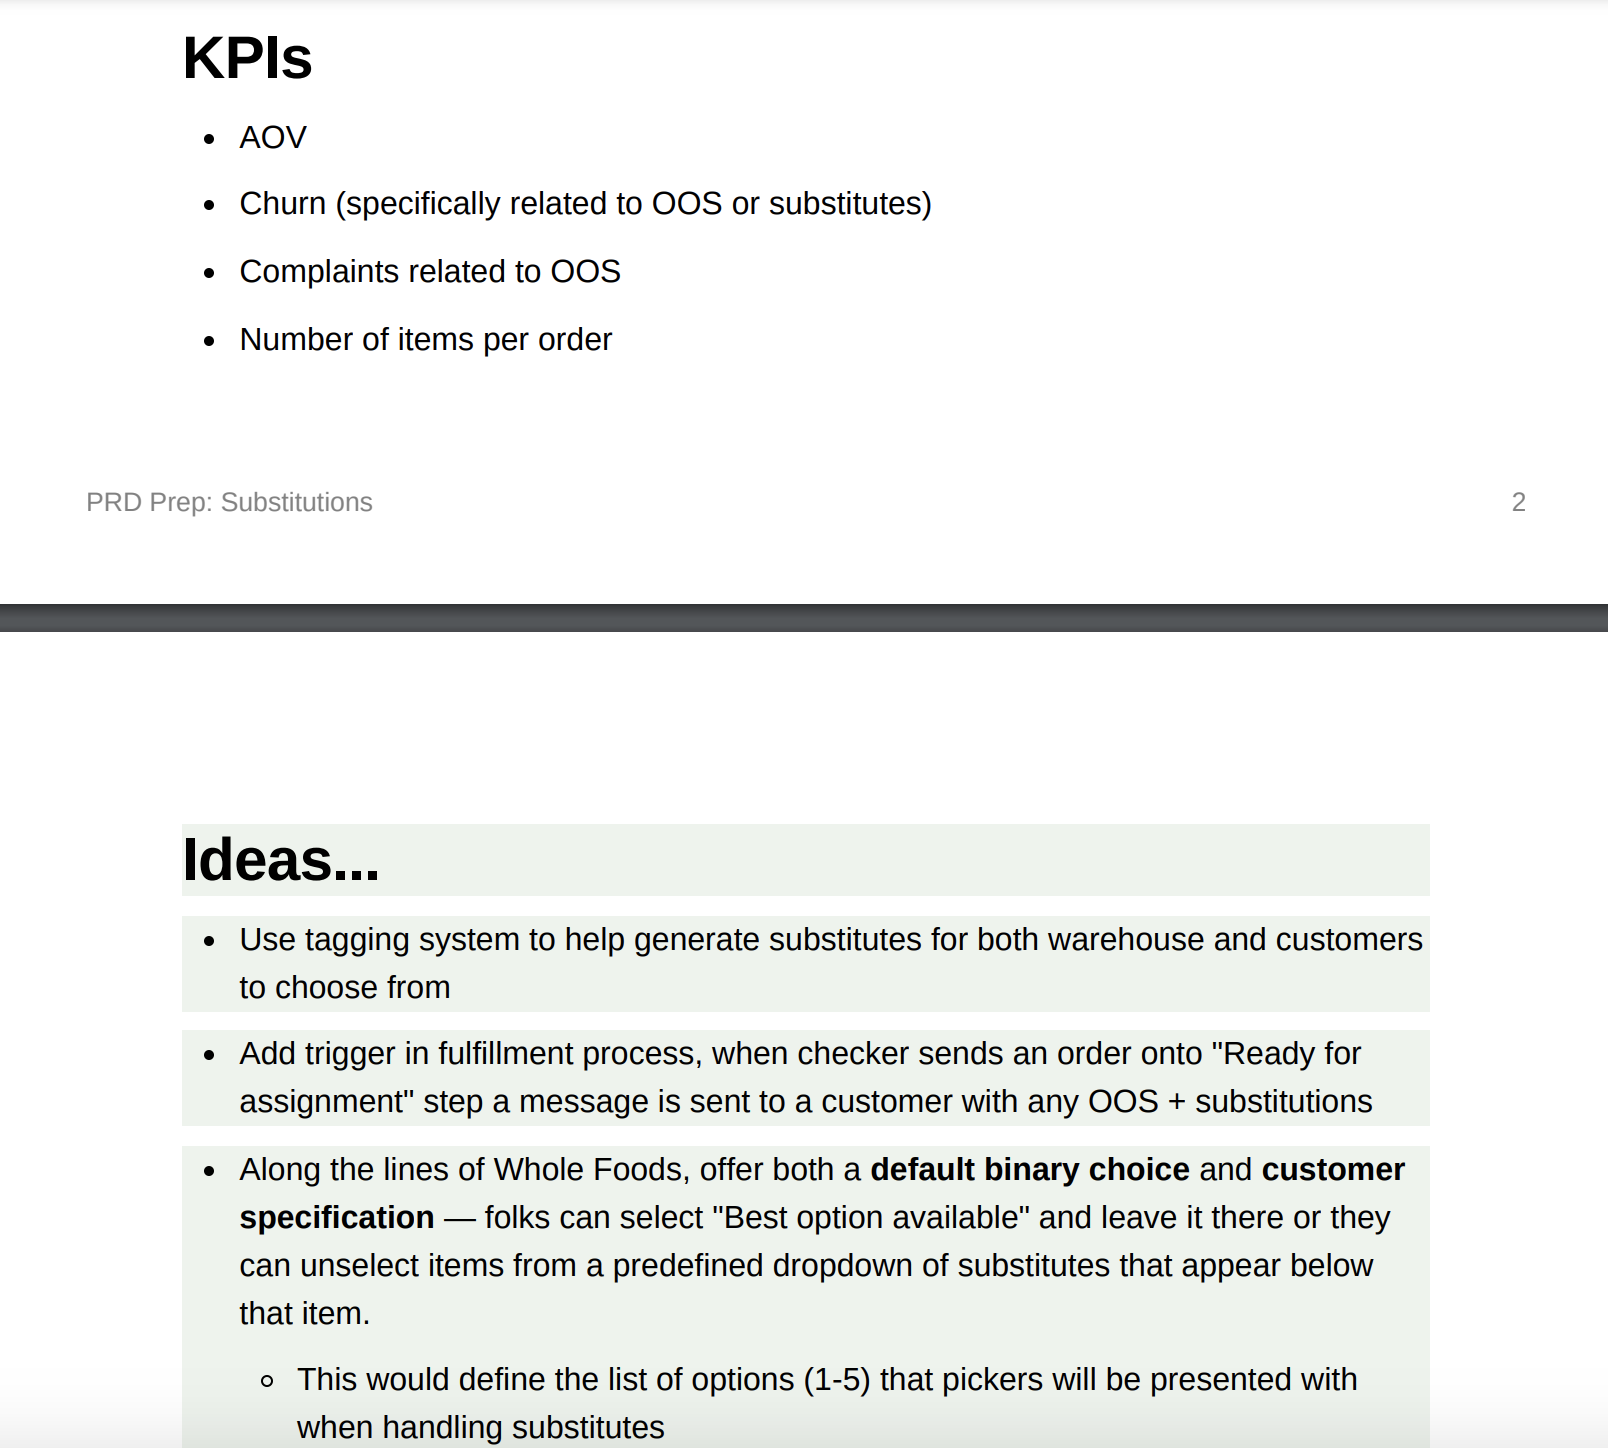 KPIs
• AOV
• Churn (specifically related to OOS or substitutes)
• Complaints related to OOS
• Number of items per order
PRD Prep: Substitutions 2
Ideas...
• Use tagging system to help generate substitutes for both warehouse and customers
to choose from
• Add trigger in fulfillment process, when checker sends an order onto "Ready for
assignment" step a message is sent to a customer with any OOS + substitutions
• Along the lines of Whole Foods, offer both a default binary choice and customer
specification — folks can select "Best option available" and leave it there or they
can unselect items from a predefined dropdown of substitutes that appear below
that item.
◦ This would define the list of options (1-5) that pickers will be presented with
when handling substitutes